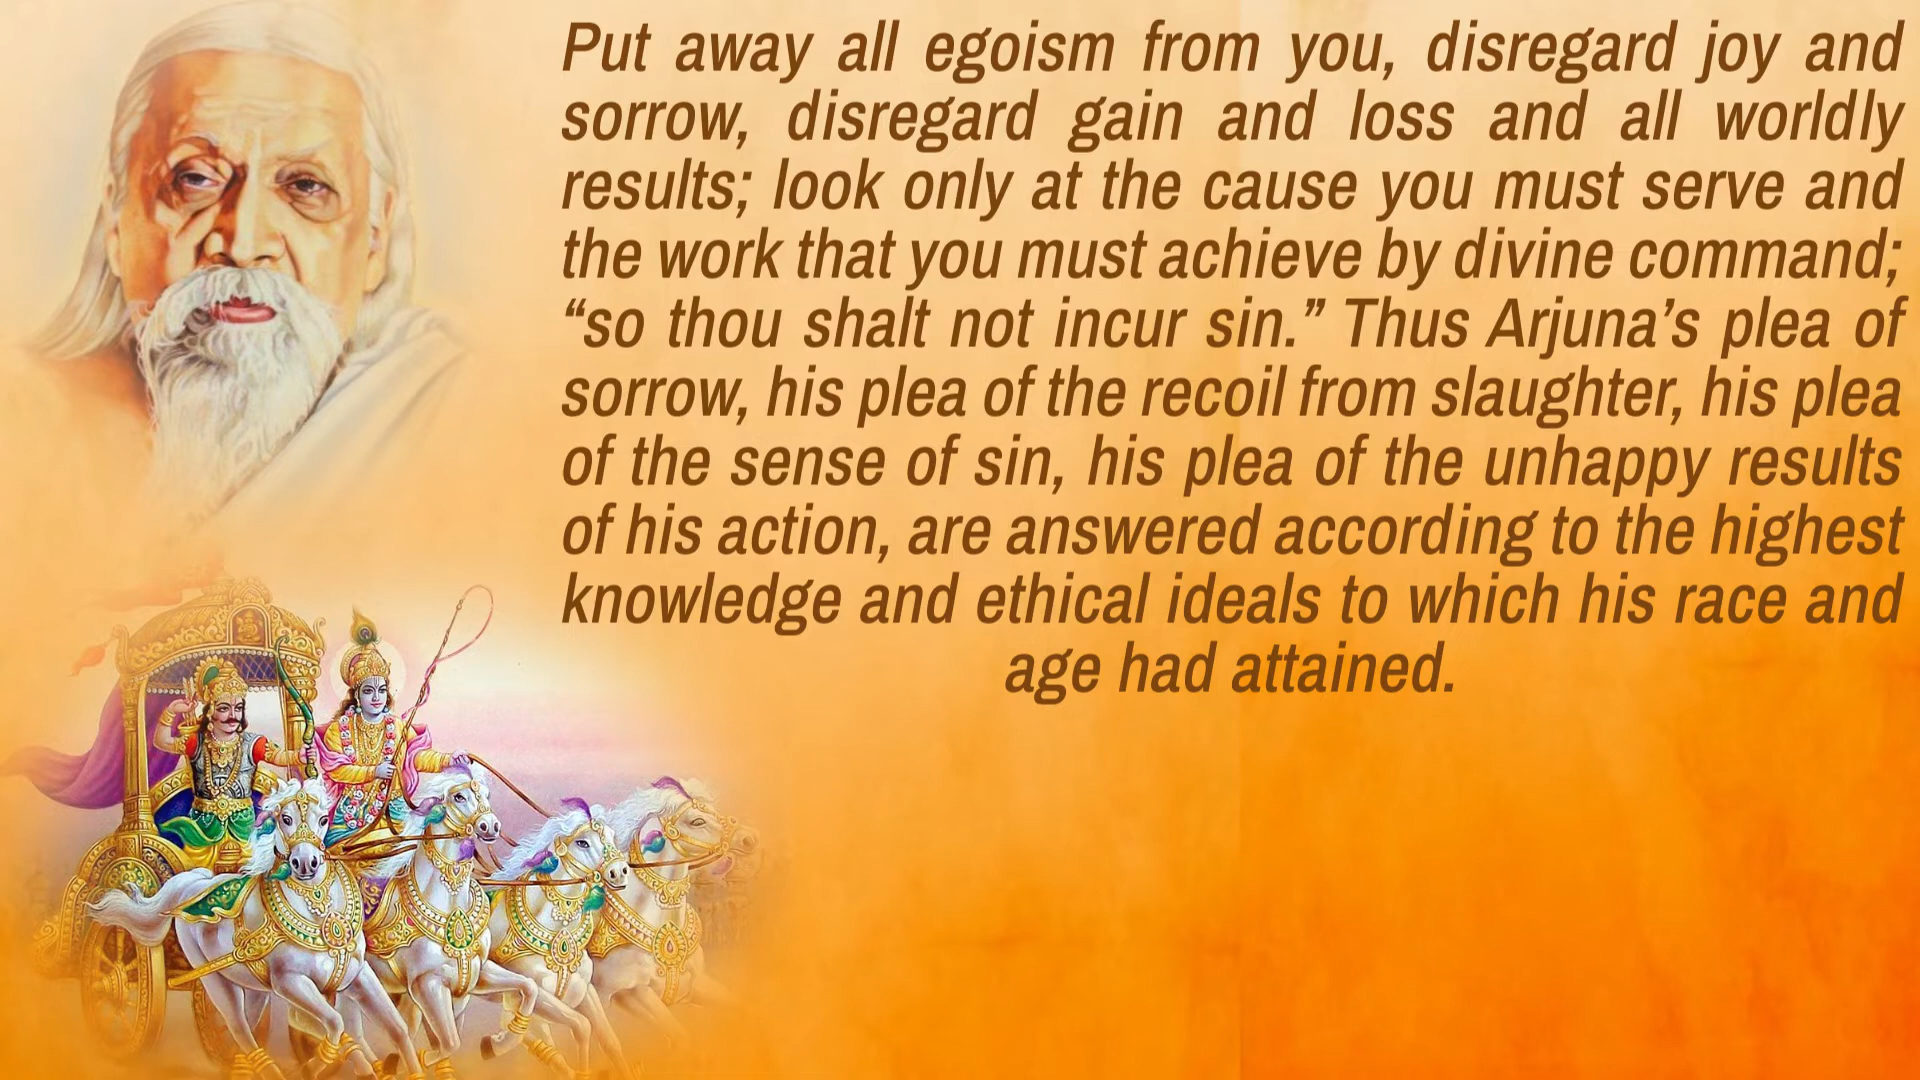 Put away all egoism from you, disregard joy and
sorrow, disregard gain and loss and all worldly
results; look only at the cause you must serve and
the work that you must achieve by divine command;
“so thou shalt not incur sin.” Thus Arjuna’s plea of
sorrow, his plea of the recoil from slaughter, his plea
of the sense of sin, his plea of the unhappy results
of his action, are answered according to the highest
knowledge and ethical ideals to which his race and
age had attained.